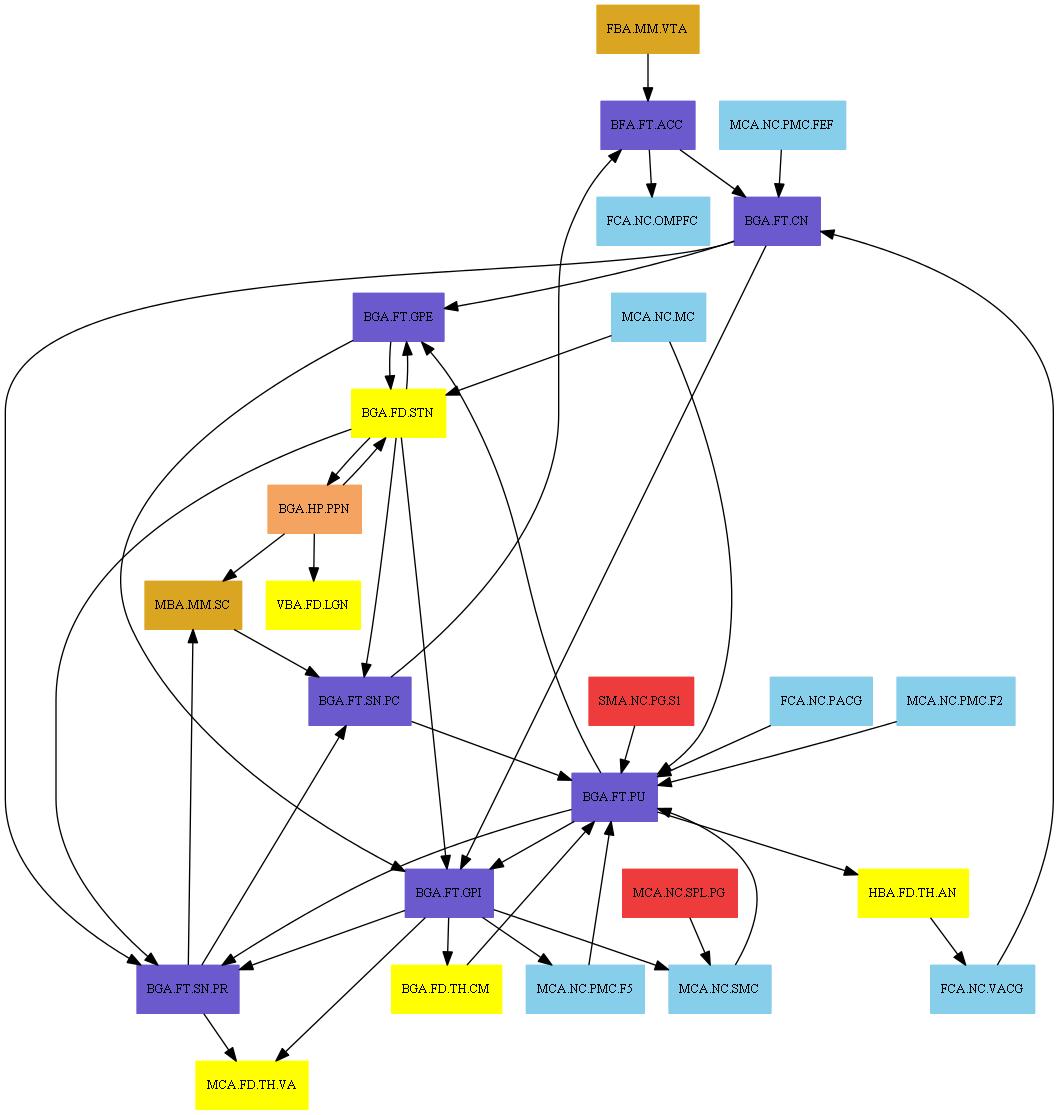 FBA.MM.VTA
BFA.FT.ACC
MCA.NC.PMC.FEF
FCA.NC.OMPFC
BGA.FT.CN
BGA.FT.GPE
MCA.NC.MC
BGA.FD.STN
BGA.HP.PPN
MBA.MM.SC
VBA.FD.LGN
BGA.FT.SN.PC
SMA.NC.PG.S1
FCA.NC.PACG
MCA.NC.PMC.F2
BGA.FT.PU
BGA.FT.GPI
MCA.NC.SPL.PG
HBA.FD.TH.AN
BGA.FT.SN.PR
BGA.FD.TH.CM
MCA.NC.PMC.F5
MCA.NC.SMC
FCA.NC.VACG
MCA.FD.TH.VA